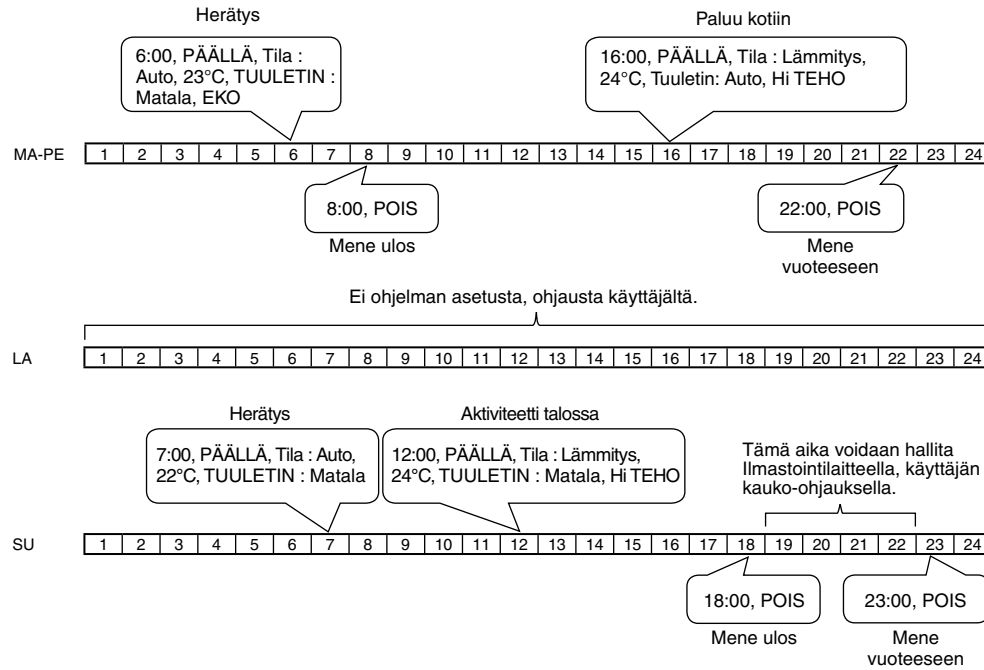 Herätys
6:00, PÄÄLLÄ, Tila :
Auto, 23°C, TUULETIN :
Matala, EKO
Paluu kotiin
16:00, PÄÄLLÄ, Tila : Lämmitys,
24°C, Tuuletin: Auto, Hi TEHO
MA-PE 1 2 3 4 5 6 7 8 9 10 11 12 13 14 15 16 17 18 19 20 21 22 23 24
8:00, POIS
Mene ulos
22:00, POIS
Mene
vuoteeseen
Ei ohjelman asetusta, ohjausta käyttäjältä.
LA 1 2 3 4 5 6 7 8 9 10 11 12 13 14 15 16 17 18 19 20 21 22 23 24
Herätys
7:00, PÄÄLLÄ, Tila : Auto,
22°C, TUULETIN : Matala
Aktiviteetti talossa
12:00, PÄÄLLÄ, Tila : Lämmitys,
24°C, TUULETIN : Matala, Hi TEHO
Tämä aika voidaan hallita
Ilmastointilaitteella, käyttäjän
kauko-ohjauksella.
SU 1 2 3 4 5 6 7 8 9 10 11 12 13 14 15 16 17 18 19 20 21 22 23 24
18:00, POIS
Mene ulos
23:00, POIS
Mene
vuoteeseen